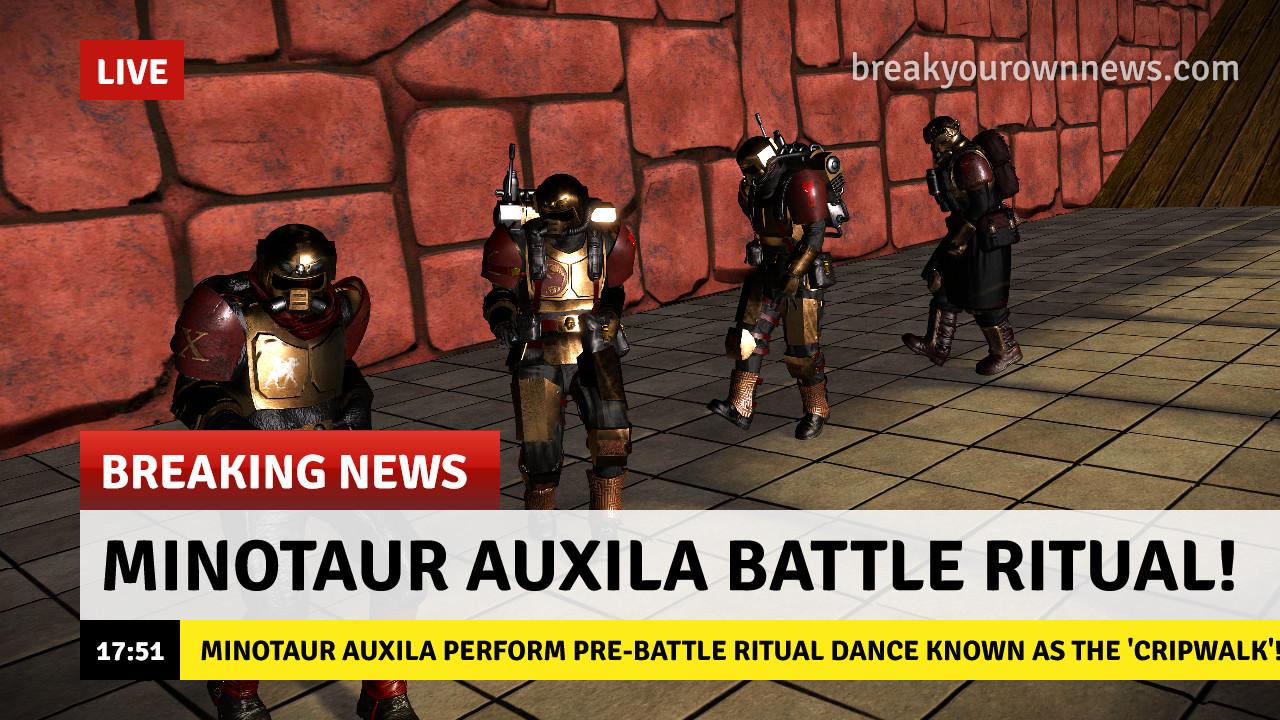 LIVE
breakyourownnews.com
X
BREAKING NEWS
MINOTAUR AUXILA BATTLE RITUAL!
17:51
MINOTAUR AUXILA PERFORM PRE-BATTLE RITUAL DANCE KNOWN AS THE 'CRIPWALK'!